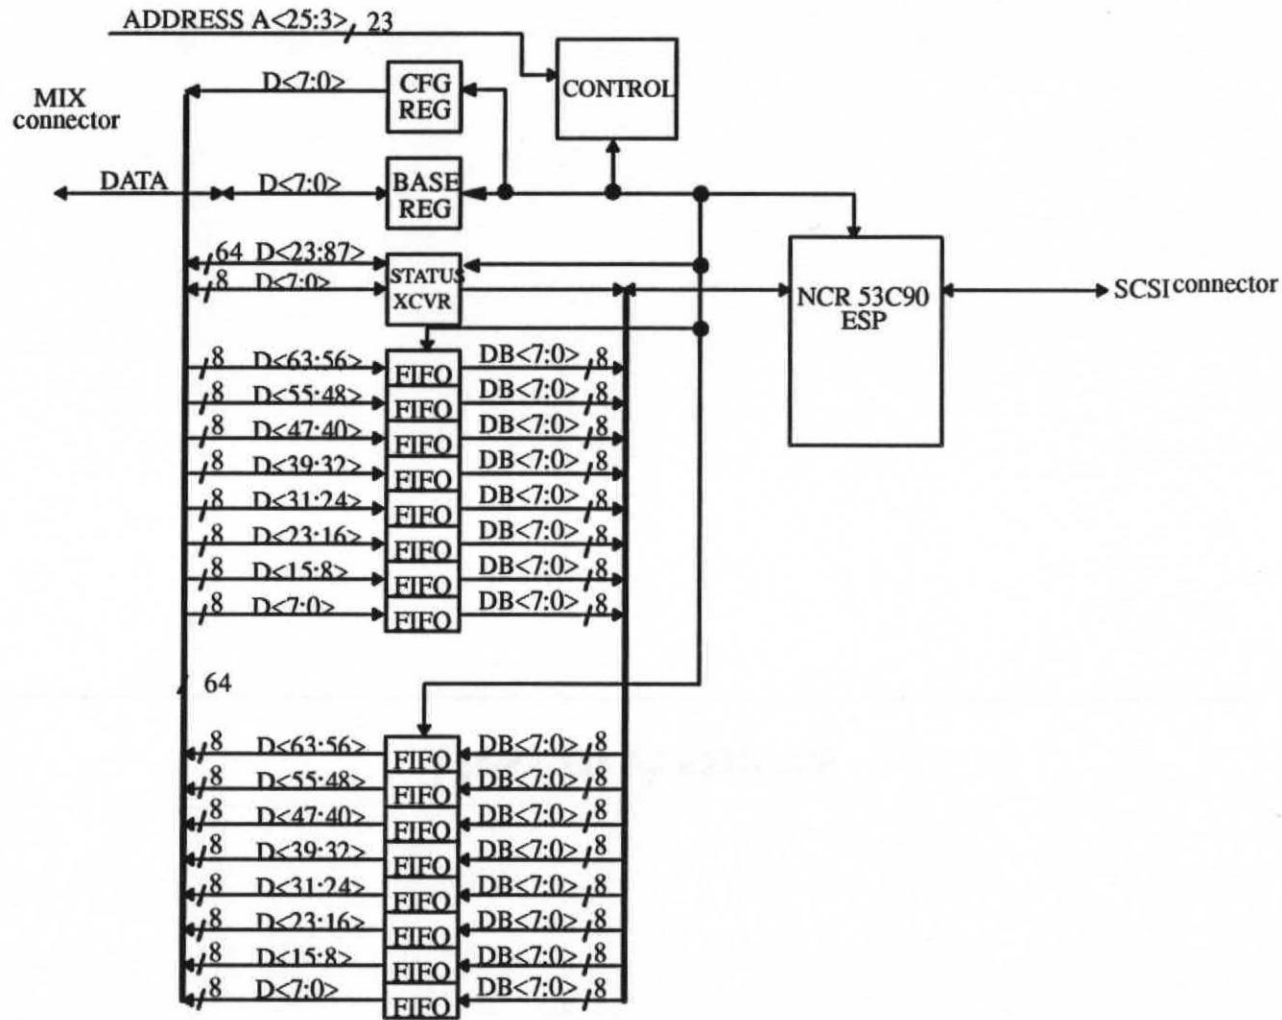 ADDRESS A<25:3> 23
MIX
connector
D<7:0>
CFG
REG
CONTROL
DATA
D<7:0>
BASE
REG
64 D<23:87>
8 D<7:0>
STATUS
XCVR
NCR 53C90
ESP
SCSI connector
8 D<63:56> FIFO DB<7:0> 8
8 D<55:48> FIFO DB<7:0> 8
8 D<47:40> FIFO DB<7:0> 8
8 D<39:32> FIFO DB<7:0> 8
8 D<31:24> FIFO DB<7:0> 8
8 D<23:16> FIFO DB<7:0> 8
8 D<15:8> FIFO DB<7:0> 8
8 D<7:0> FIFO DB<7:0> 8
64
8 D<63:56> FIFO DB<7:0> 8
8 D<55:48> FIFO DB<7:0> 8
8 D<47:40> FIFO DB<7:0> 8
8 D<39:32> FIFO DB<7:0> 8
8 D<31:24> FIFO DB<7:0> 8
8 D<23:16> FIFO DB<7:0> 8
8 D<15:8> FIFO DB<7:0> 8
8 D<7:0> FIFO DB<7:0> 8